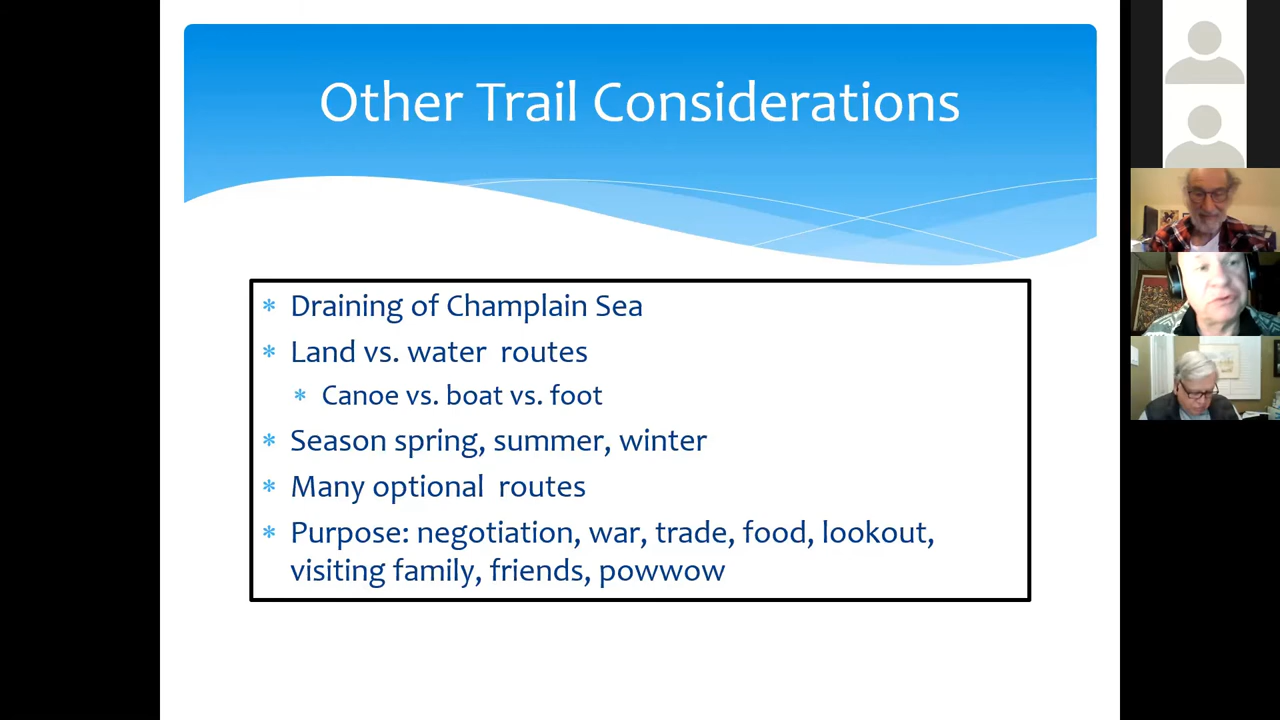 Other Trail Considerations
* Draining of Champlain Sea
* Land vs. water routes
* Canoe vs. boat vs. foot
* Season spring, summer, winter
* Many optional routes
* Purpose: negotiation, war, trade, food, lookout,
visiting family, friends, powwow